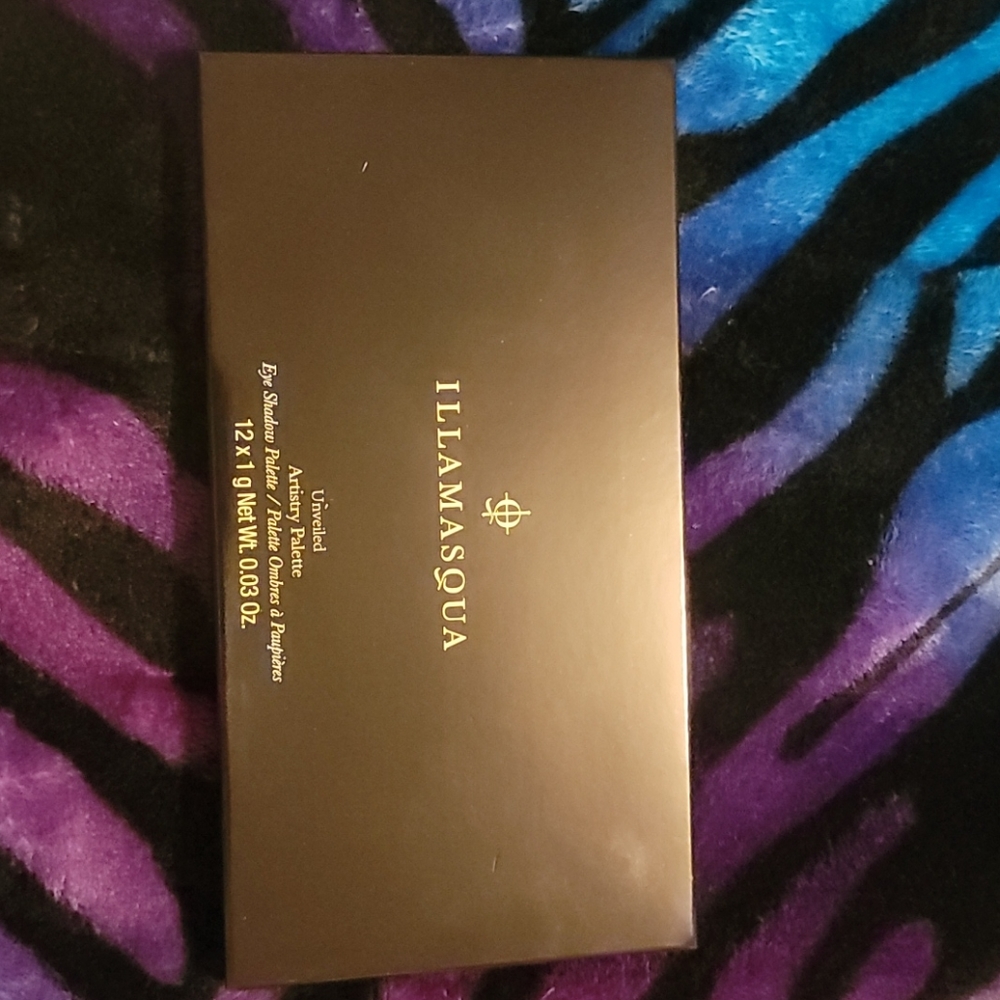 ILLAMASQUA
Unveiled
Artistry Palette
Eye Shadow Palette / Palette Ombres à Paupières
12 x 1 g Net Wt. 0.03 Oz.